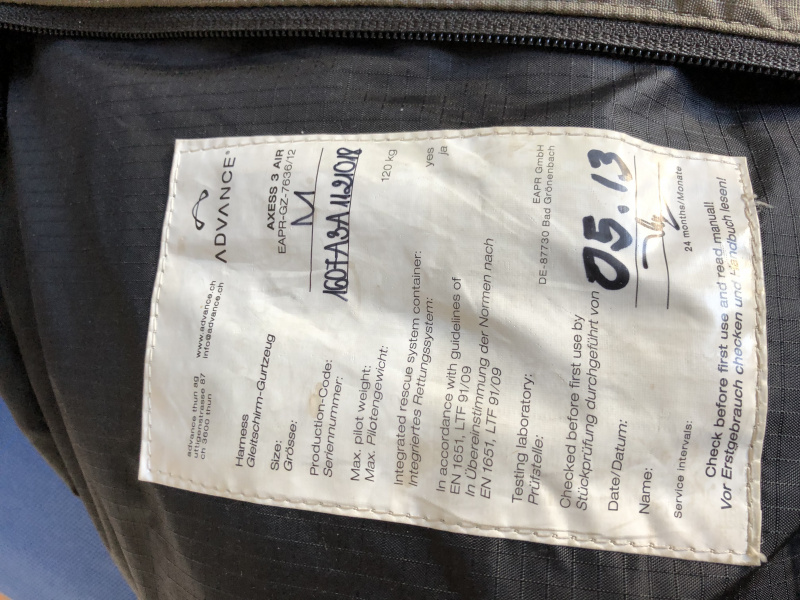 advance thun ag
uttigenstrasse 87
ch 3600 thun
www.advance.ch
info@advance.ch
ADVANCE
Harness AXESS 3 AIR
Gleitschirm-Gurtzeug EAPR-GZ-7636/12
Size: M
Grösse:
Production-Code:
Seriennummer:
Max. pilot weight: 120 kg
Max. Pilotengewicht:
Integrated rescue system container: yes
Integriertes Rettungssystem: ja
In accordance with guidelines of
EN 1651, LTF 91/09
In Übereinstimmung der Normen nach
EN 1651, LTF 91/09
Testing laboratory: EAPR GmbH
Prüfstelle: DE-87730 Bad Grönenbach
Checked before first use by
Stückprüfung durchgeführt von
Date/Datum: 05.13
Name:
Service intervals: 24 months/Monate
Check before first use and read manual!
Vor Erstgebrauch checken und Handbuch lesen!